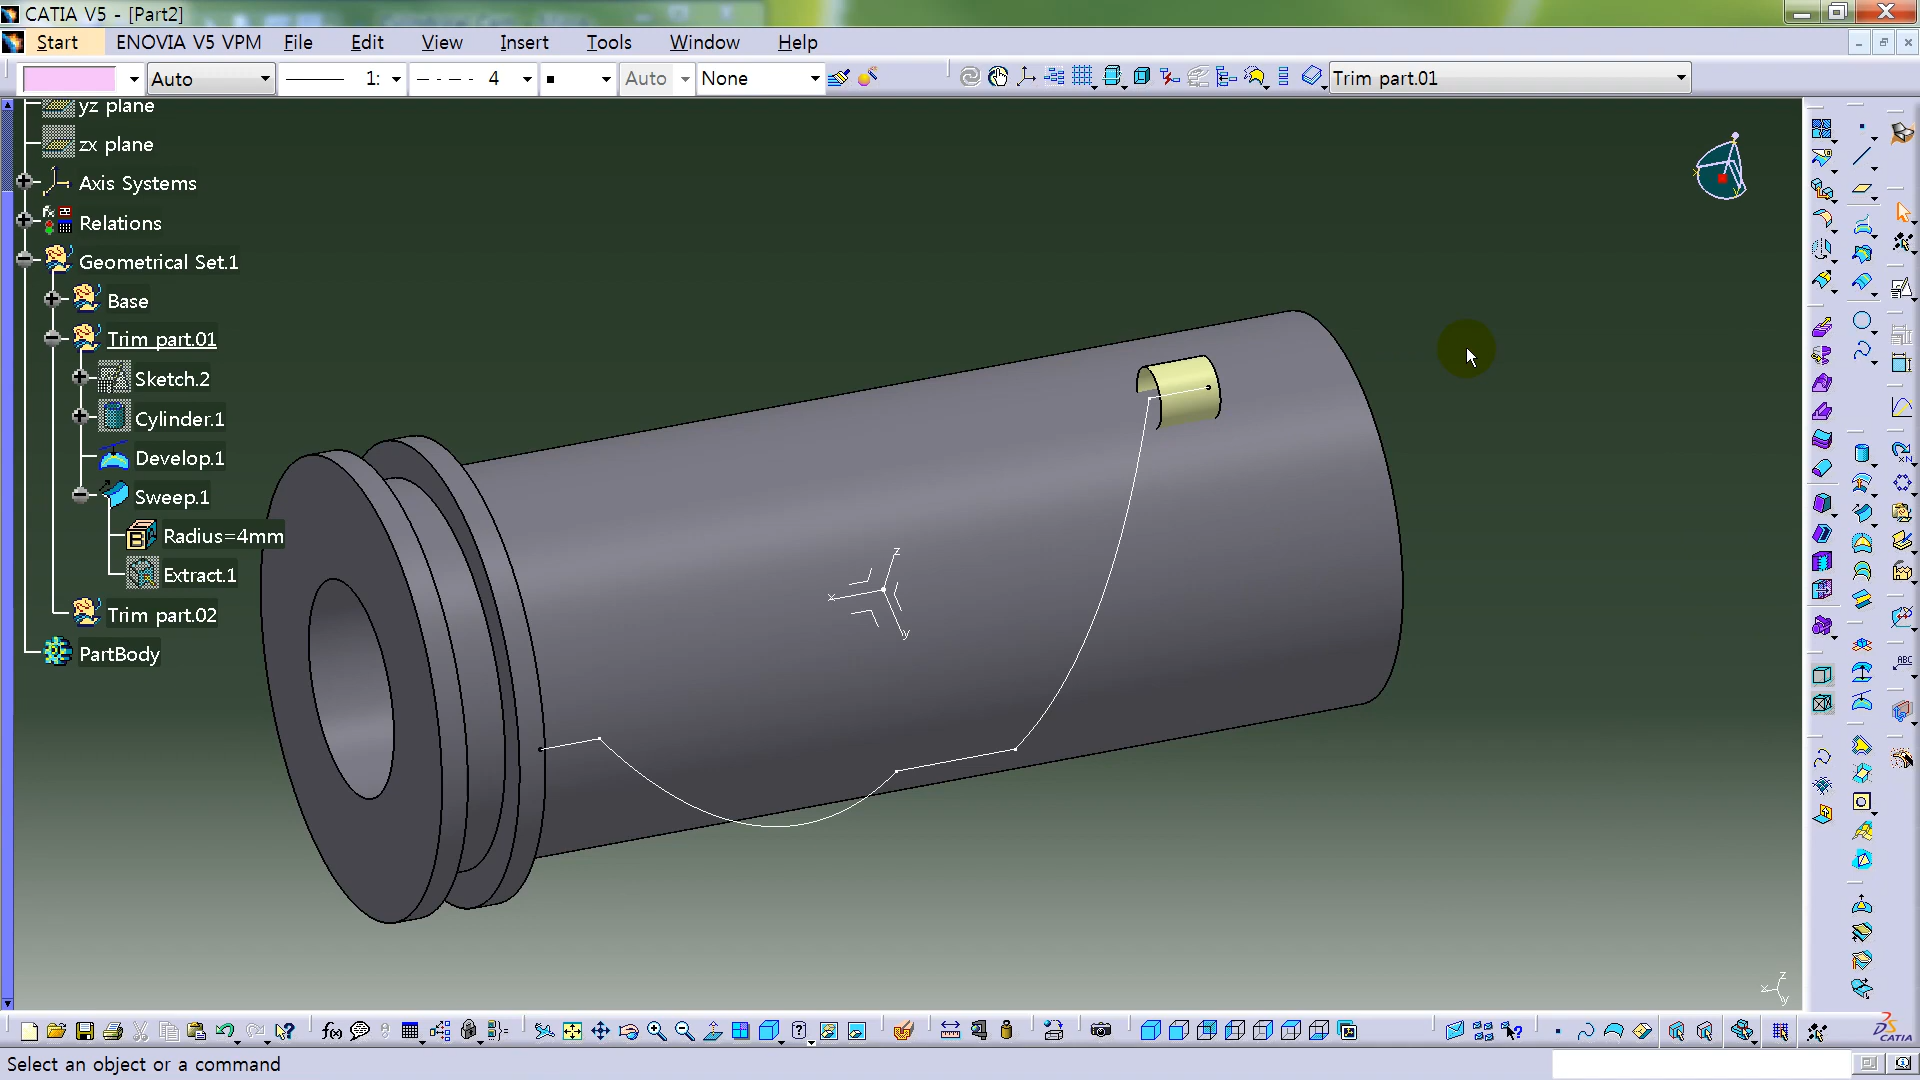 CATIA V5 - [Part2]
Start ENOVIA V5 VPM File Edit View Insert Tools Window Help
Auto 1: 4 Auto None Trim part.01
yz plane
zx plane
Axis Systems
Relations
Geometrical Set.1
Base
Trim part.01
Sketch.2
Cylinder.1
Develop.1
Sweep.1
Radius=4mm
Extract.1
Trim part.02
PartBody
z
x
y
z
x
y
ABC
f(x)
CATIA
Select an object or a command